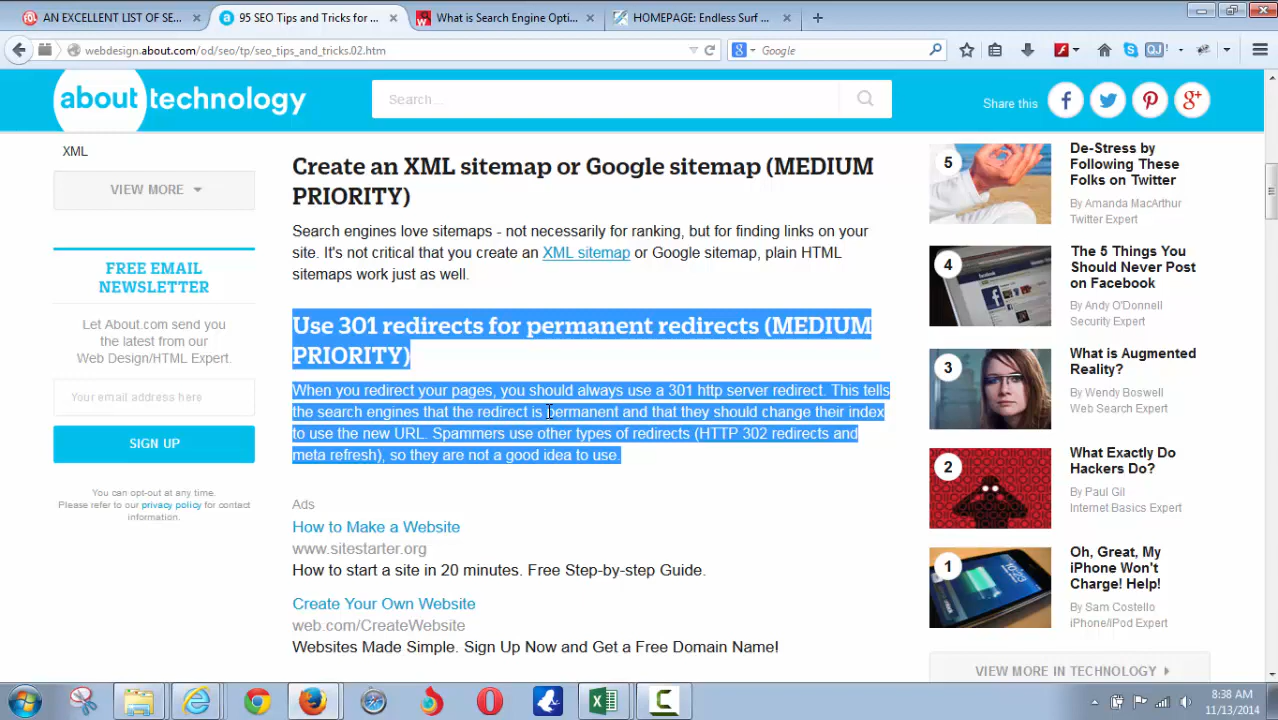 AN EXCELLENT LIST OF SE...
95 SEO Tips and Tricks for ...
What is Search Engine Opti...
HOMEPAGE: Endless Surf ...
webdesign.about.com/od/seo/tp/seo_tips_and_tricks.02.htm
Google
about technology
Search...
Share this
XML
VIEW MORE
FREE EMAIL
NEWSLETTER
Let About.com send you
the latest from our
Web Design/HTML Expert.
Your email address here
SIGN UP
You can opt-out at any time.
Please refer to our privacy policy for contact
information.
Create an XML sitemap or Google sitemap (MEDIUM
PRIORITY)
Search engines love sitemaps - not necessarily for ranking, but for finding links on your
site. It's not critical that you create an XML sitemap or Google sitemap, plain HTML
sitemaps work just as well.
Use 301 redirects for permanent redirects (MEDIUM
PRIORITY)
When you redirect your pages, you should always use a 301 http server redirect. This tells
the search engines that the redirect is permanent and that they should change their index
to use the new URL. Spammers use other types of redirects (HTTP 302 redirects and
meta refresh), so they are not a good idea to use.
Ads
How to Make a Website
www.sitestarter.org
How to start a site in 20 minutes. Free Step-by-step Guide.
Create Your Own Website
web.com/CreateWebsite
Websites Made Simple. Sign Up Now and Get a Free Domain Name!
5
De-Stress by
Following These
Folks on Twitter
By Amanda MacArthur
Twitter Expert
4
The 5 Things You
Should Never Post
on Facebook
By Andy O'Donnell
Security Expert
3
What is Augmented
Reality?
By Wendy Boswell
Web Search Expert
2
What Exactly Do
Hackers Do?
By Paul Gil
Internet Basics Expert
1
Oh, Great, My
iPhone Won't
Charge! Help!
By Sam Costello
iPhone/iPod Expert
VIEW MORE IN TECHNOLOGY
8:38 AM
11/13/2014